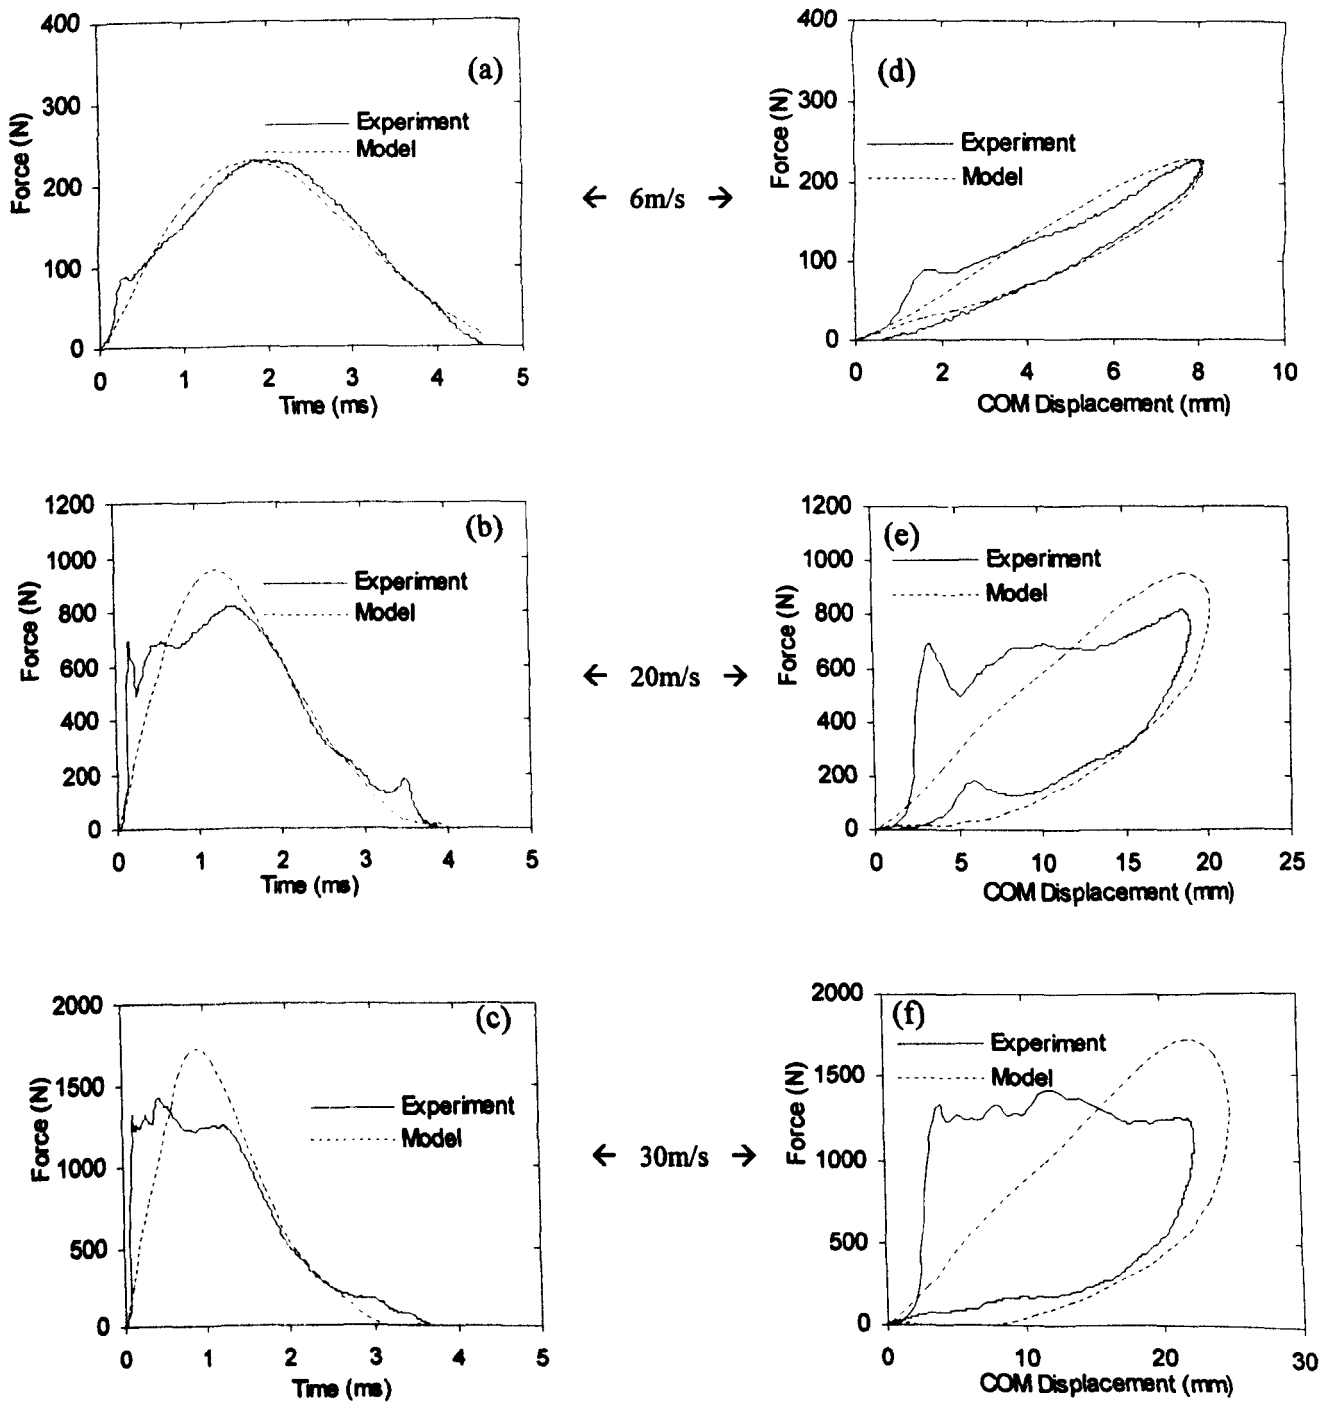 400
300
200
100
0
Force (N)
(a)
Experiment
Model
0 1 2 3 4 5
Time (ms)
← 6m/s →
400
300
200
100
0
Force (N)
(d)
Experiment
Model
0 2 4 6 8 10
COM Displacement (mm)
1200
1000
800
600
400
200
0
Force (N)
(b)
Experiment
Model
0 1 2 3 4 5
Time (ms)
← 20m/s →
1200
1000
800
600
400
200
0
Force (N)
(e)
Experiment
Model
0 5 10 15 20 25
COM Displacement (mm)
2000
1500
1000
500
0
Force (N)
(c)
Experiment
Model
0 1 2 3 4 5
Time (ms)
← 30m/s →
2000
1500
1000
500
0
Force (N)
(f)
Experiment
Model
0 10 20 30
COM Displacement (mm)